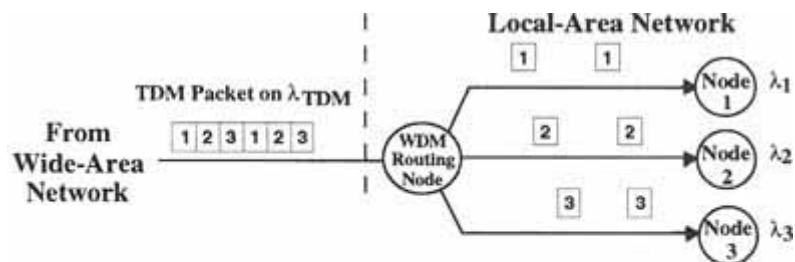 Local-Area Network
1 1
Node
1
λ1
TDM Packet on λTDM
From
Wide-Area
Network
1 2 3 1 2 3
WDM
Routing
Node
2 2
Node
2
λ2
3 3
Node
3
λ3